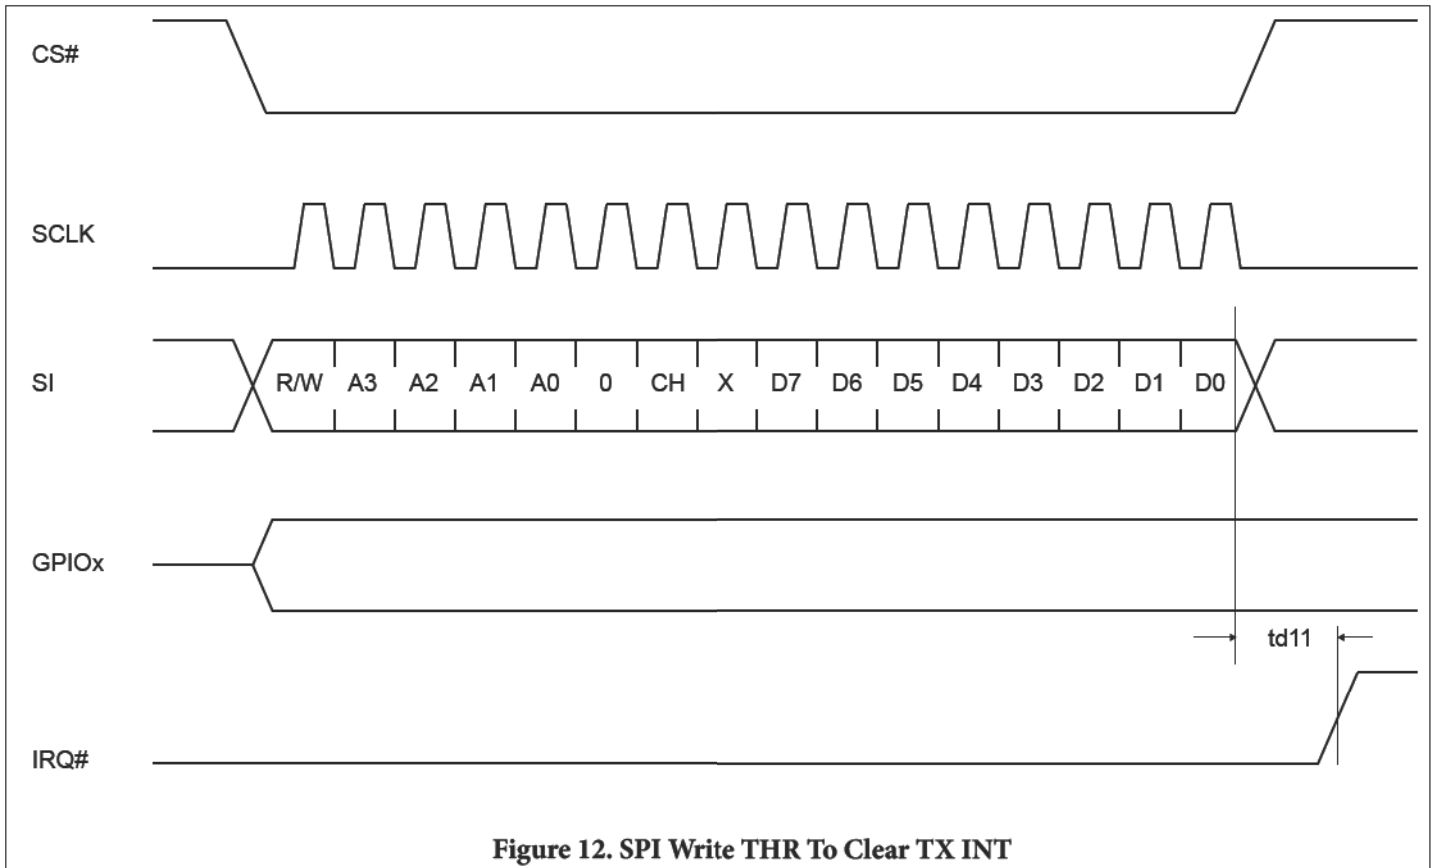 CS#
SCLK
SI
R/W A3 A2 A1 A0 0 CH X D7 D6 D5 D4 D3 D2 D1 D0
GPIOx
td11
IRQ#
Figure 12. SPI Write THR To Clear TX INT